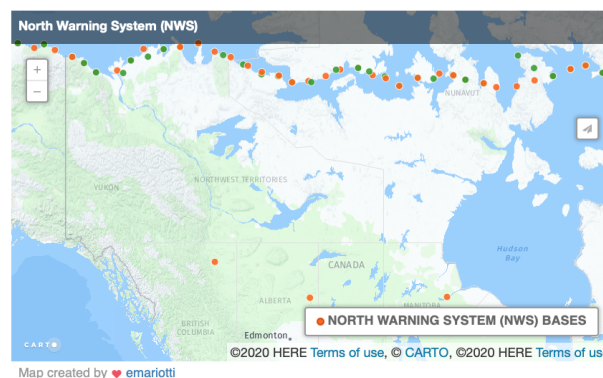 North Warning System (NWS)
+
−
NUNAVUT
NORTHWEST TERRITORIES
YUKON
Hudson
Bay
CANADA
ALBERTA
MANITOBA
NORTH WARNING SYSTEM (NWS) BASES
BRITISH
COLUMBIA
Edmonton
CARTO
©2020 HERE Terms of use, © CARTO, ©2020 HERE Terms of us
Map created by ♥ emariotti